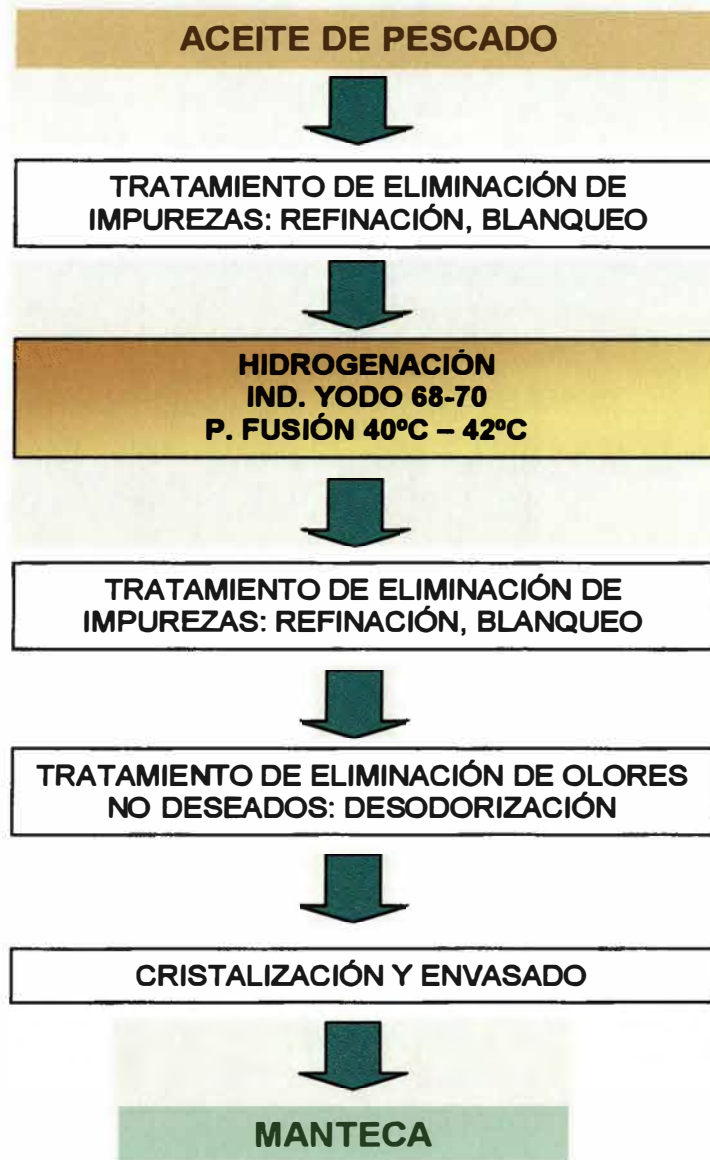 ACEITE DE PESCADO
TRATAMIENTO DE ELIMINACIÓN DE
IMPUREZAS: REFINACIÓN, BLANQUEO
HIDROGENACIÓN
IND. YODO 68-70
P. FUSIÓN 40ºC – 42ºC
TRATAMIENTO DE ELIMINACIÓN DE
IMPUREZAS: REFINACIÓN, BLANQUEO
TRATAMIENTO DE ELIMINACIÓN DE OLORES
NO DESEADOS: DESODORIZACIÓN
CRISTALIZACIÓN Y ENVASADO
MANTECA